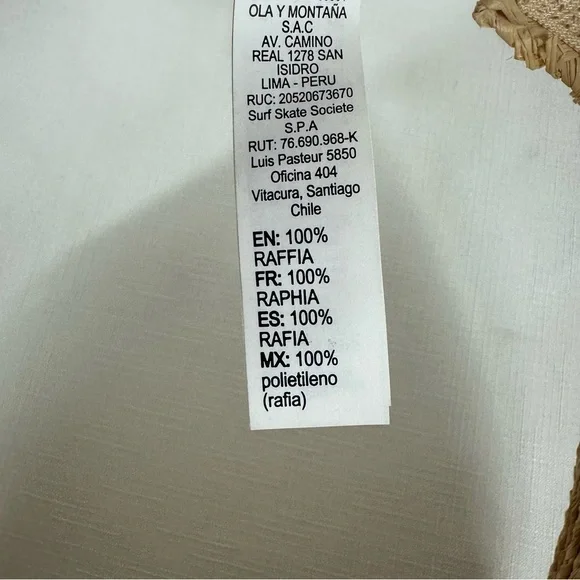 OLA Y MONTAÑA
S.A.C
AV. CAMINO
REAL 1278 SAN
ISIDRO
LIMA - PERU
RUC: 20520673670
Surf Skate Societe
S.P.A
RUT: 76.690.968-K
Luis Pasteur 5850
Oficina 404
Vitacura, Santiago
Chile
EN: 100%
RAFFIA
FR: 100%
RAPHIA
ES: 100%
RAFIA
MX: 100%
polietileno
(rafia)